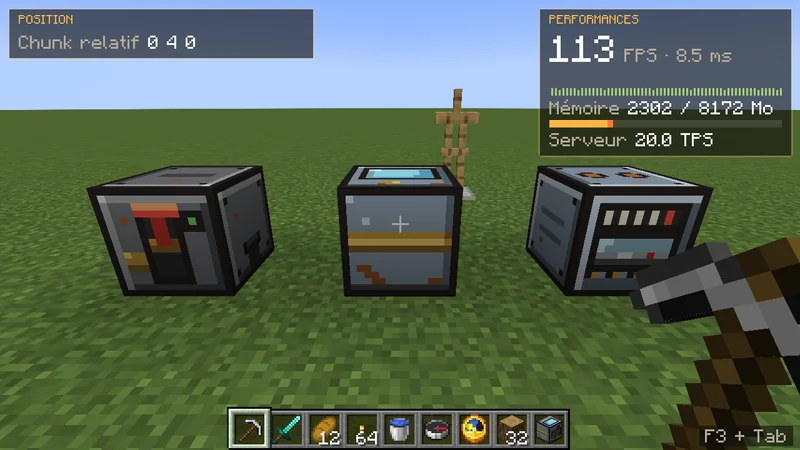 POSITION
Chunk relatif 0 4 0
PERFORMANCES
113 FPS · 8.5 ms
Mémoire 2302 / 8172 Mo
Serveur 20.0 TPS
12
64
32
F3 + Tab